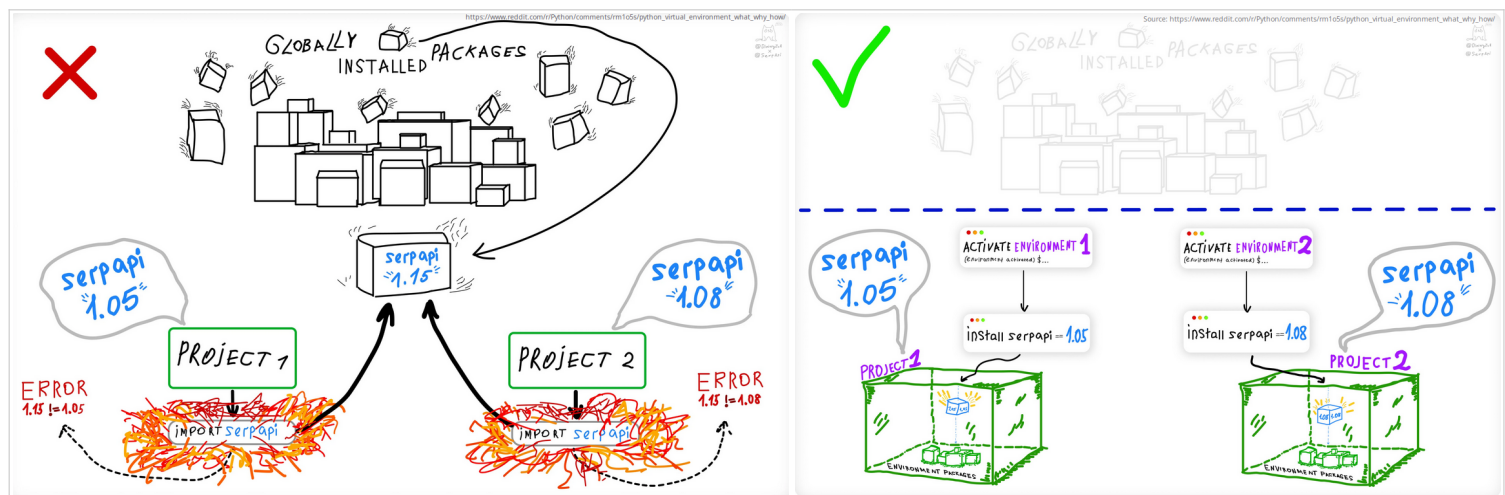 https://www.reddit.com/r/Python/comments/rm1o5s/python_virtual_environment_what_why_how/
GLOBALLY
INSTALLED
PACKAGES
serpapi
1.15
serpapi
1.05
serpapi
1.08
PROJECT 1
PROJECT 2
ERROR
1.15 != 1.05
ERROR
1.15 != 1.08
iMPORT serpapi
iMPORT serpapi
Source: https://www.reddit.com/r/Python/comments/rm1o5s/python_virtual_environment_what_why_how/
GLOBALLY
INSTALLED
PACKAGES
ACTIVATE ENVIRONMENT 1
(environment activated) $...
ACTIVATE ENVIRONMENT 2
(environment activated) $...
serpapi
1.05
serpapi
1.08
install serpapi = 1.05
install serpapi = 1.08
PROJECT 1
PROJECT 2
ENVIRONMENT PACKAGES
ENVIRONMENT PACKAGES